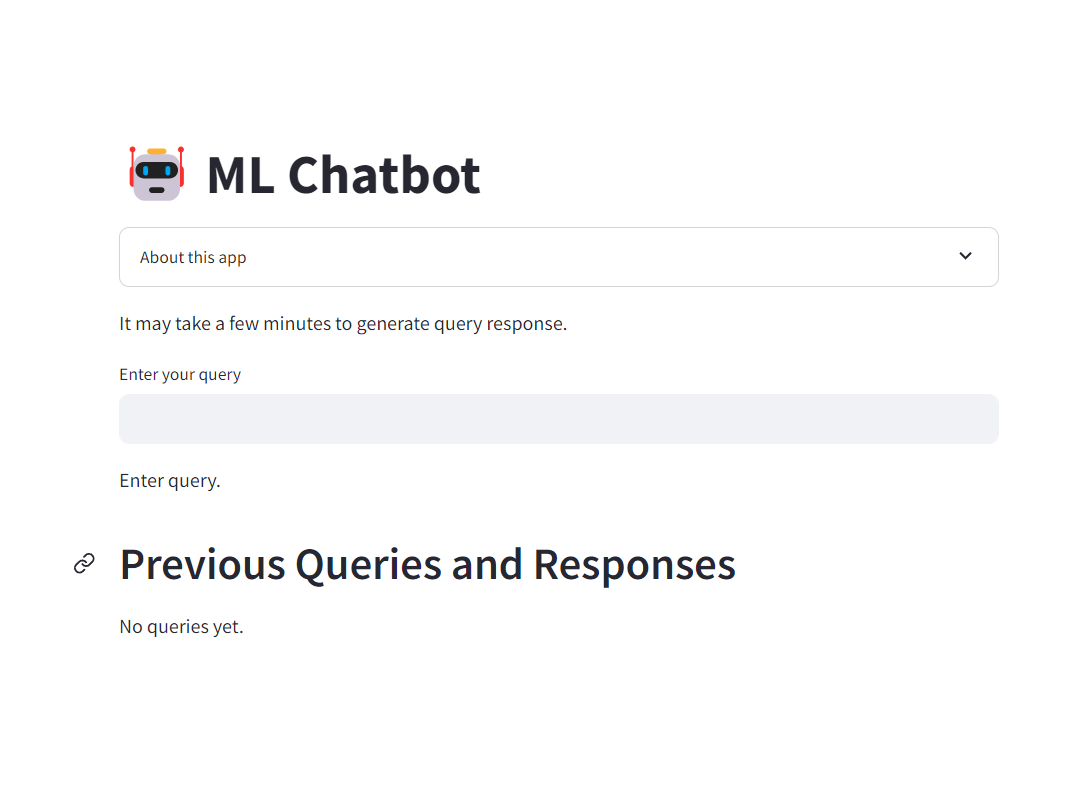 ML Chatbot
About this app
It may take a few minutes to generate query response.
Enter your query
Enter query.
Previous Queries and Responses
No queries yet.